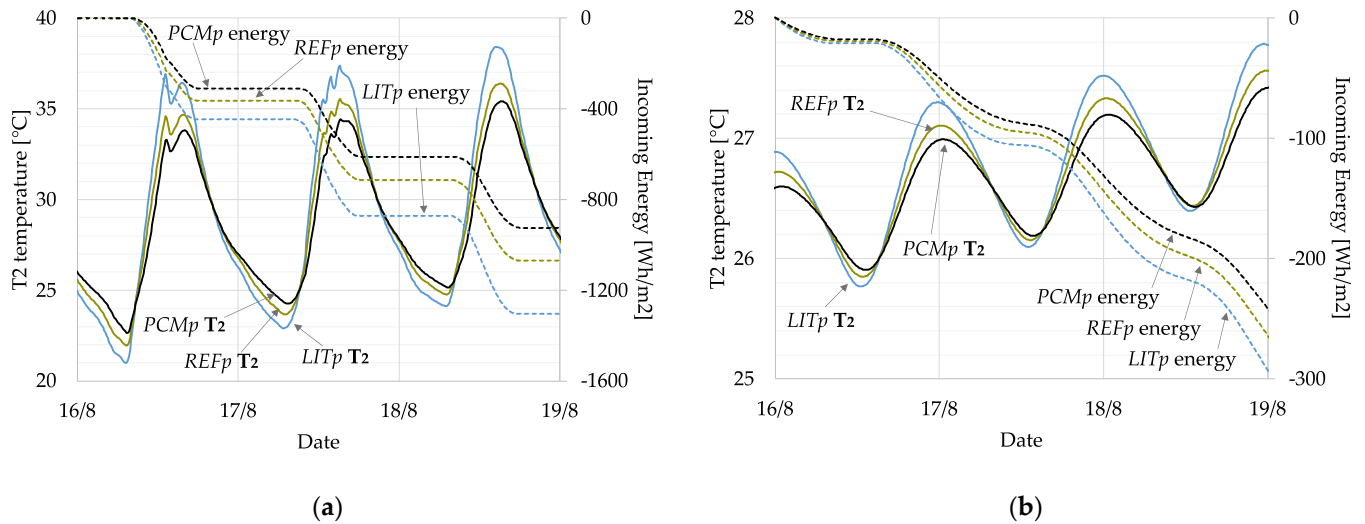 40
35
30
25
20
T2 temperature [°C]
0
-400
-800
-1200
-1600
Incoming Energy [Wh/m2]
PCMp energy
REFp energy
LITp energy
PCMp T2
REFp T2
LITp T2
16/8
17/8
18/8
19/8
Date
(a)
28
27
26
25
T2 temperature [°C]
0
-100
-200
-300
Incoming Energy [Wh/m2]
REFp T2
PCMp T2
LITp T2
PCMp energy
REFp energy
LITp energy
16/8
17/8
18/8
19/8
Date
(b)